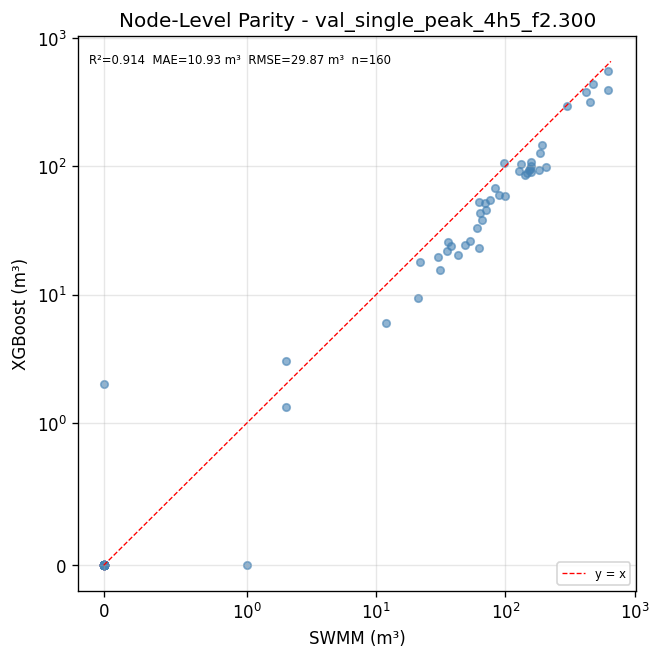 Node-Level Parity - val_single_peak_4h5_f2.300
R²=0.914  MAE=10.93 m³  RMSE=29.87 m³  n=160
10³
10²
10¹
10⁰
0
XGBoost (m³)
y = x
0
10⁰
10¹
10²
10³
SWMM (m³)